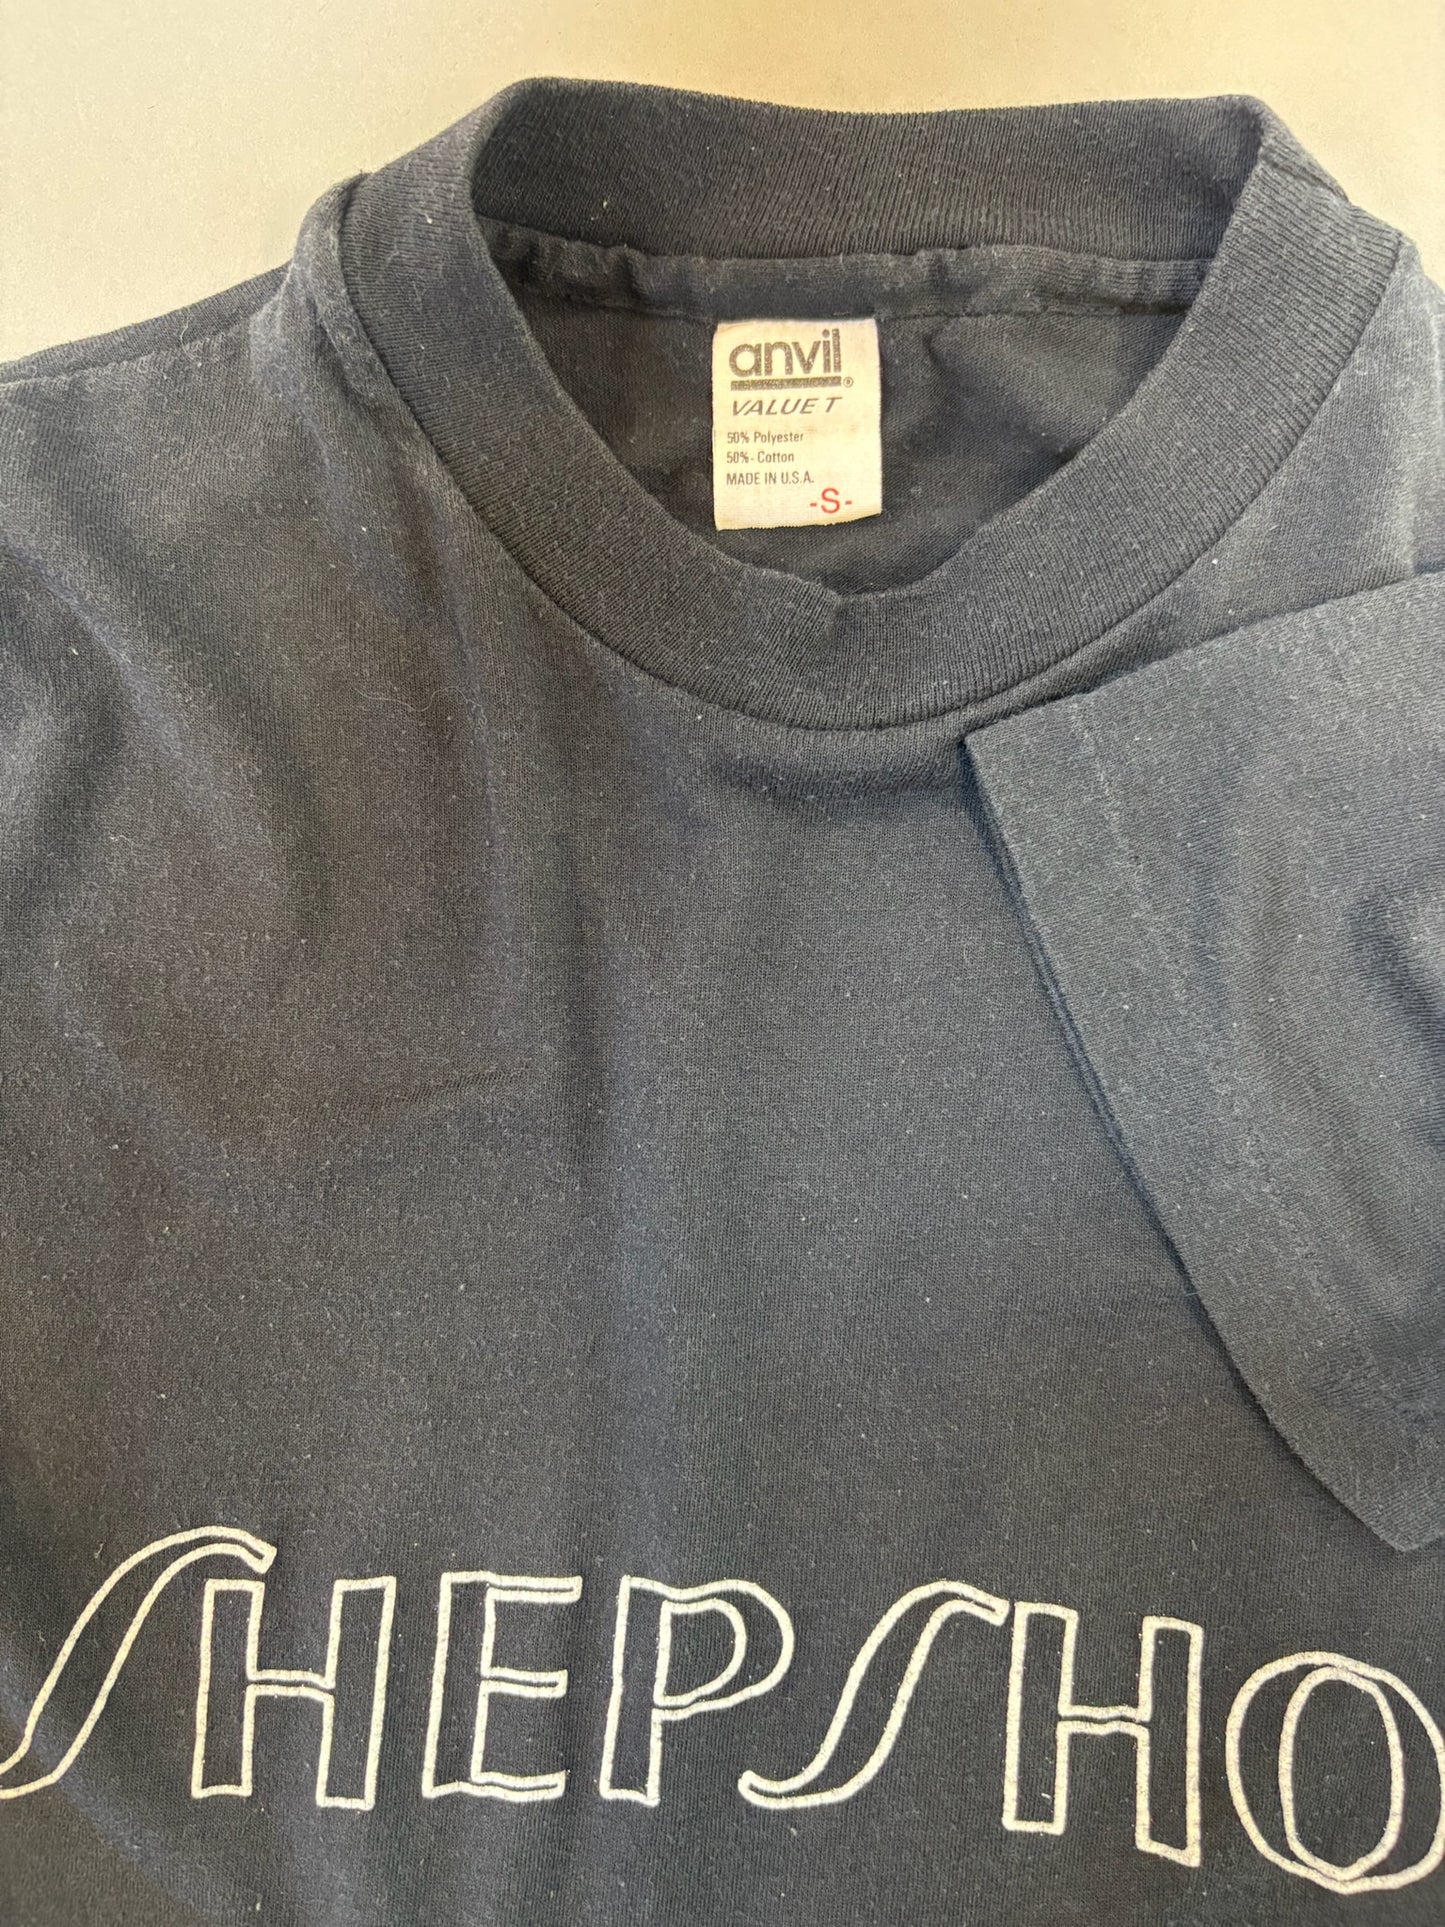 anvil®
VALUE T
50% Polyester
50%- Cotton
MADE IN U.S.A.
-S-
SHEPSHO